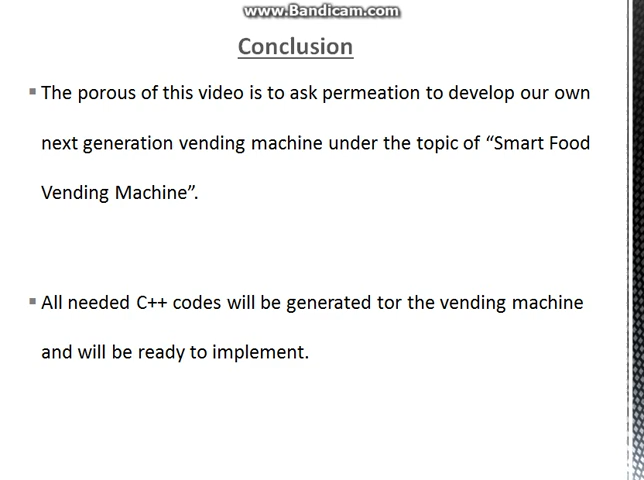 www.Bandicam.com
Conclusion
▪ The porous of this video is to ask permeation to develop our own
next generation vending machine under the topic of “Smart Food
Vending Machine”.
▪ All needed C++ codes will be generated tor the vending machine
and will be ready to implement.